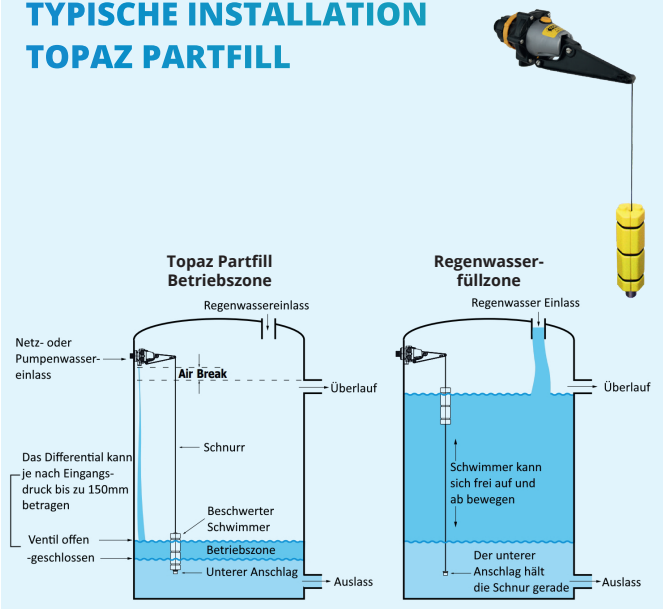 TYPISCHE INSTALLATION
TOPAZ PARTFILL
Topaz Partfill
Betriebszone
Regenwassereinlass
Netz- oder
Pumpenwasser-
einlass
Air Break
Überlauf
Das Differential kann
je nach Eingangs-
druck bis zu 150mm
betragen
Schnurr
Beschwerter
Schwimmer
Ventil offen
-geschlossen
Betriebszone
Unterer Anschlag
Auslass
Regenwasser-
füllzone
Regenwasser Einlass
Überlauf
Schwimmer kann
sich frei auf und
ab bewegen
Der unterer
Anschlag hält
die Schnur gerade
Auslass